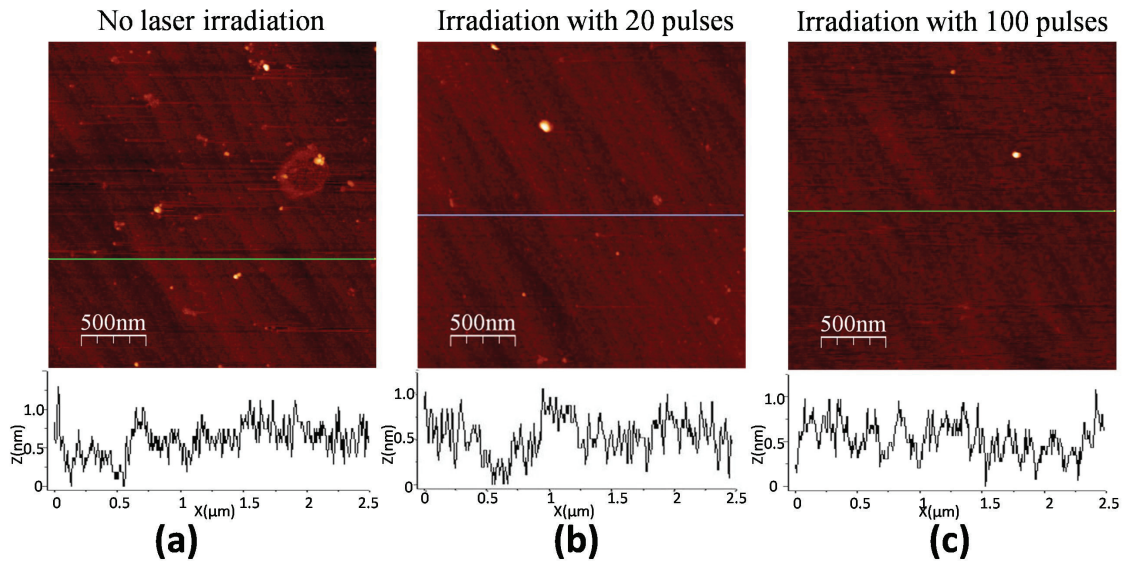 No laser irradiation
Irradiation with 20 pulses
Irradiation with 100 pulses
500nm
500nm
500nm
Z(nm)
1.0
0.5
0
0
0.5
1
1.5
2
2.5
X(µm)
Z(nm)
1.0
0.5
0
0
0.5
1
1.5
2
2.5
X(µm)
Z(nm)
1.0
0.5
0
0
0.5
1
1.5
2
2.5
X(µm)
(a)
(b)
(c)